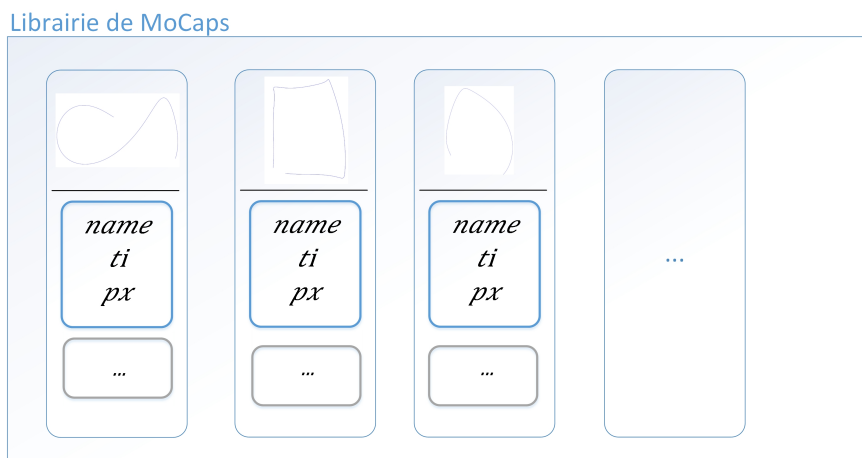 Librairie de MoCaps
name
ti
px
...
name
ti
px
...
name
ti
px
...
...